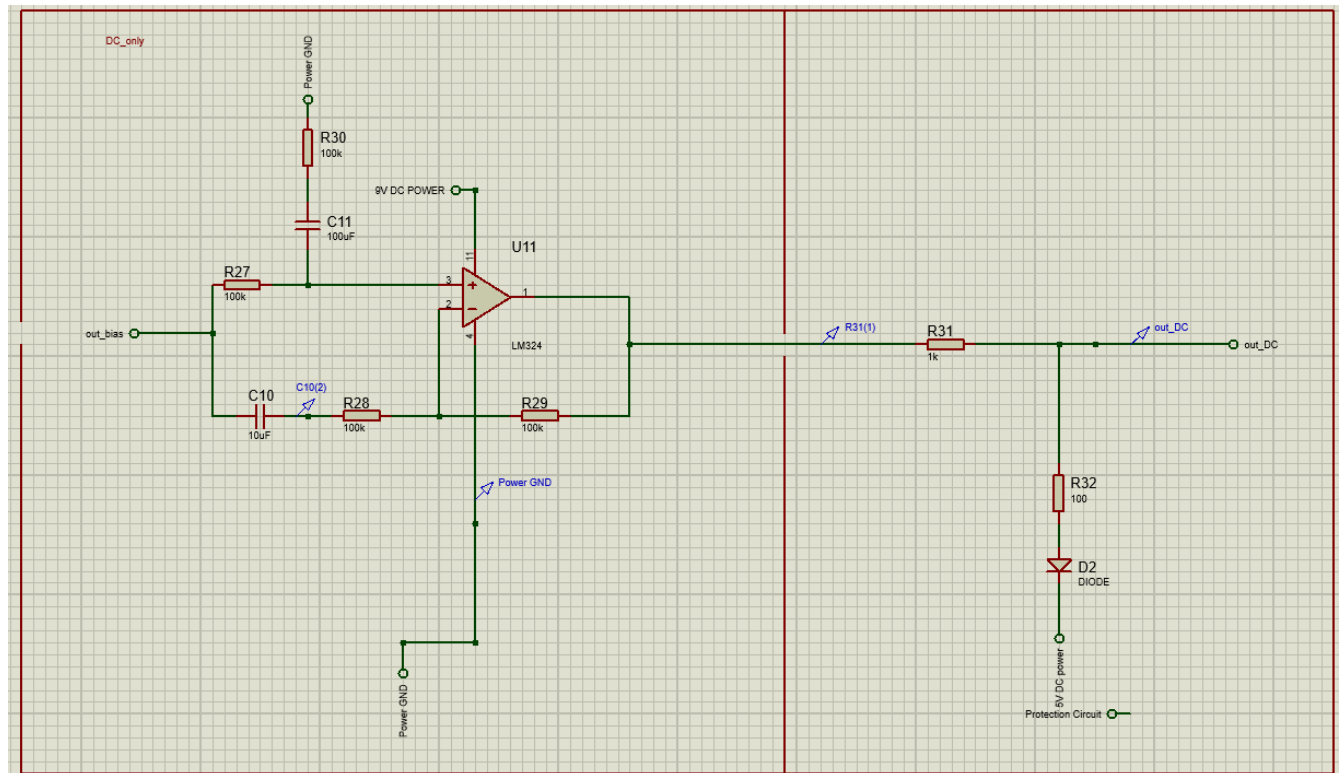 DC_only
Power GND
R30
100k
9V DC POWER
C11
100uF
U11
11
R27
100k
3
2
1
4
LM324
out_bias
R31(1)
R31
1k
out_DC
out_DC
C10(2)
C10
10uF
R28
100k
R29
100k
Power GND
R32
100
D2
DIODE
5V DC power
Power GND
Protection Circuit